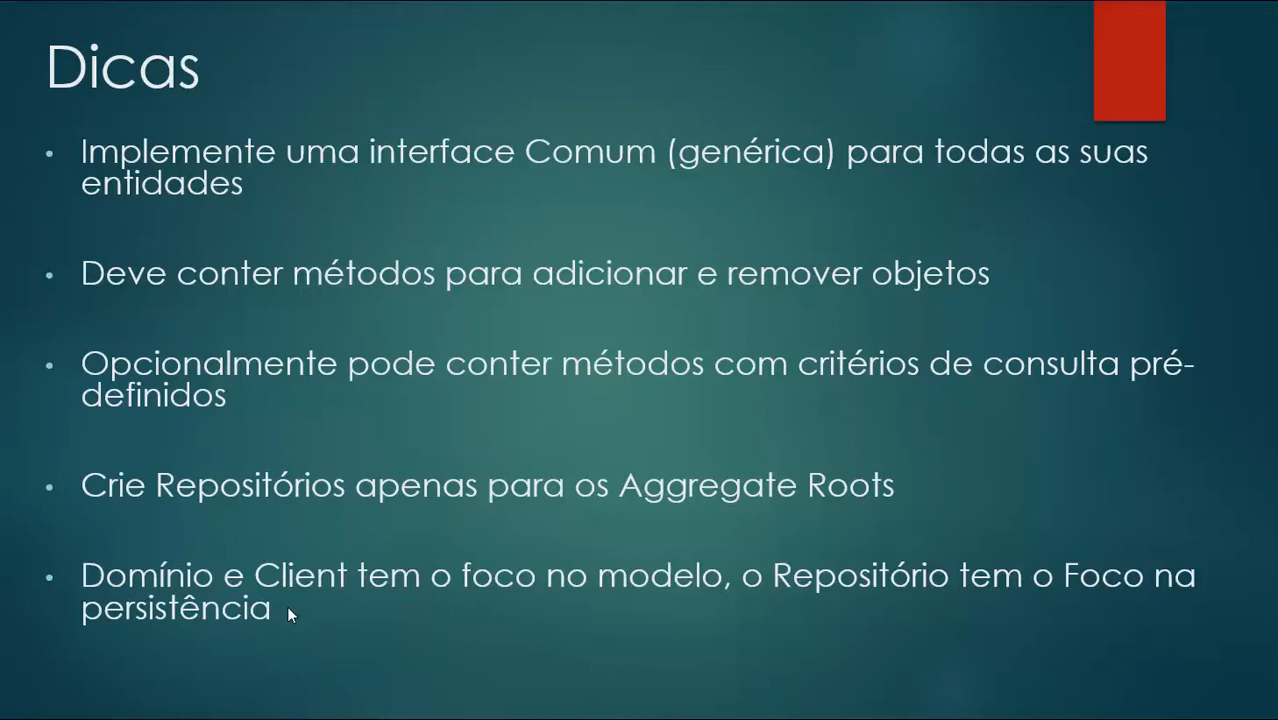 Dicas
• Implemente uma interface Comum (genérica) para todas as suas
entidades
• Deve conter métodos para adicionar e remover objetos
• Opcionalmente pode conter métodos com critérios de consulta pré-
definidos
• Crie Repositórios apenas para os Aggregate Roots
• Domínio e Client tem o foco no modelo, o Repositório tem o Foco na
persistência